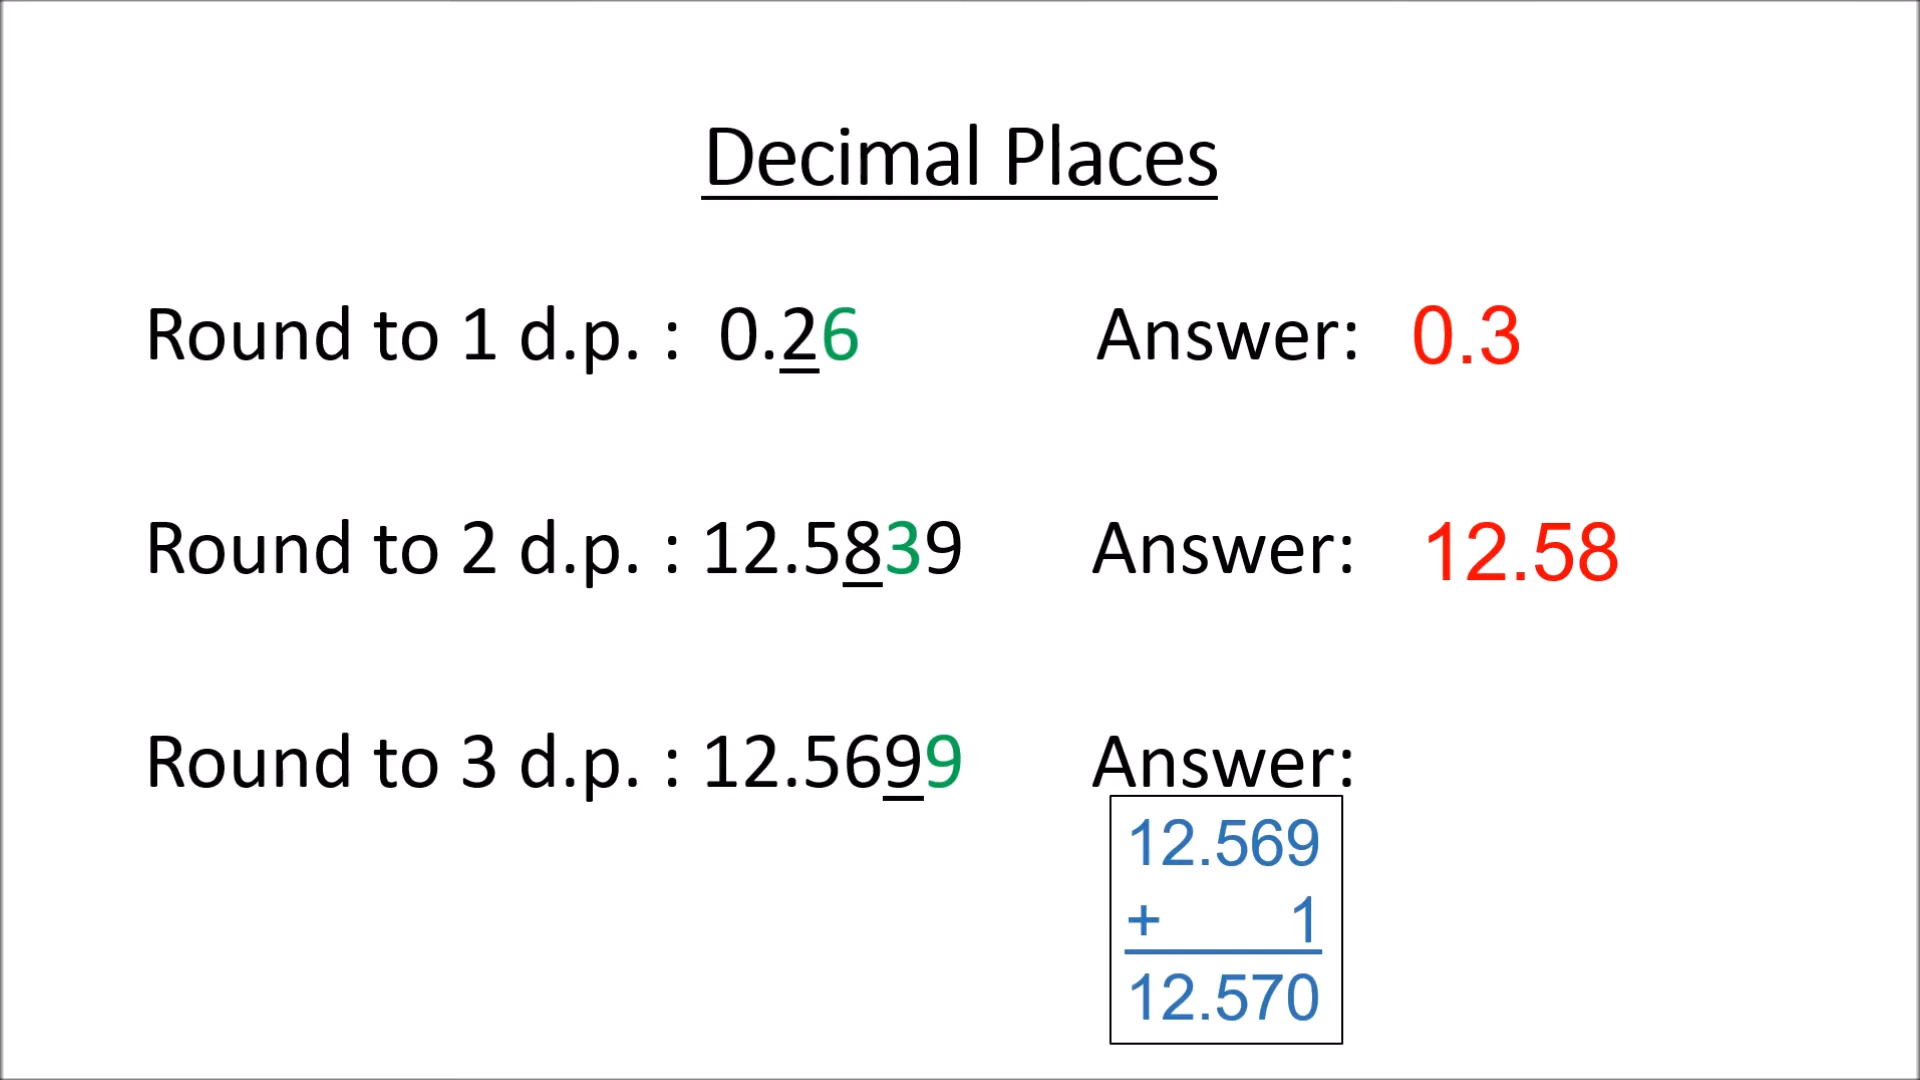 Decimal Places
Round to 1 d.p. : 0.26 Answer: 0.3
Round to 2 d.p. : 12.5839 Answer: 12.58
Round to 3 d.p. : 12.5699 Answer:
12.569
+ 1
12.570